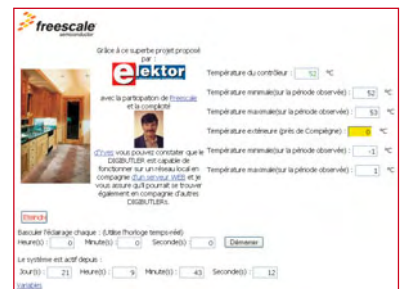 freescale
semiconductor
Grâce à ce superbe projet proposé
par :
elektor
avec la participation de Freescale
et la complicité
d'Yves vous pouvez constater que le
DIGIBUTLER est capable de
fonctionner sur un réseau local en
compagnie d'un serveur WEB et je
vous assure qu'il pourrait se trouver
également en compagnie d'autres
DIGIBUTLERs.
Température du contrôleur : 52 °C
Température minimale(sur la période observée) : 52 °C
Température maximale(sur la période observée) : 53 °C
Température extérieure (près de Compiègne) : 0 °C
Température minimale(sur la période observée) : -1 °C
Température maximale(sur la période observée) : 1 °C
Eteindre
Basculer l'éclairage chaque : (Utilise l'horloge temps-réel)
Heure(s) : 0 Minute(s) : 0 Seconde(s) : 0 Démarrer
Le système est actif depuis :
Jour(s) : 21 Heure(s) : 9 Minute(s) : 43 Seconde(s) : 12
Variables